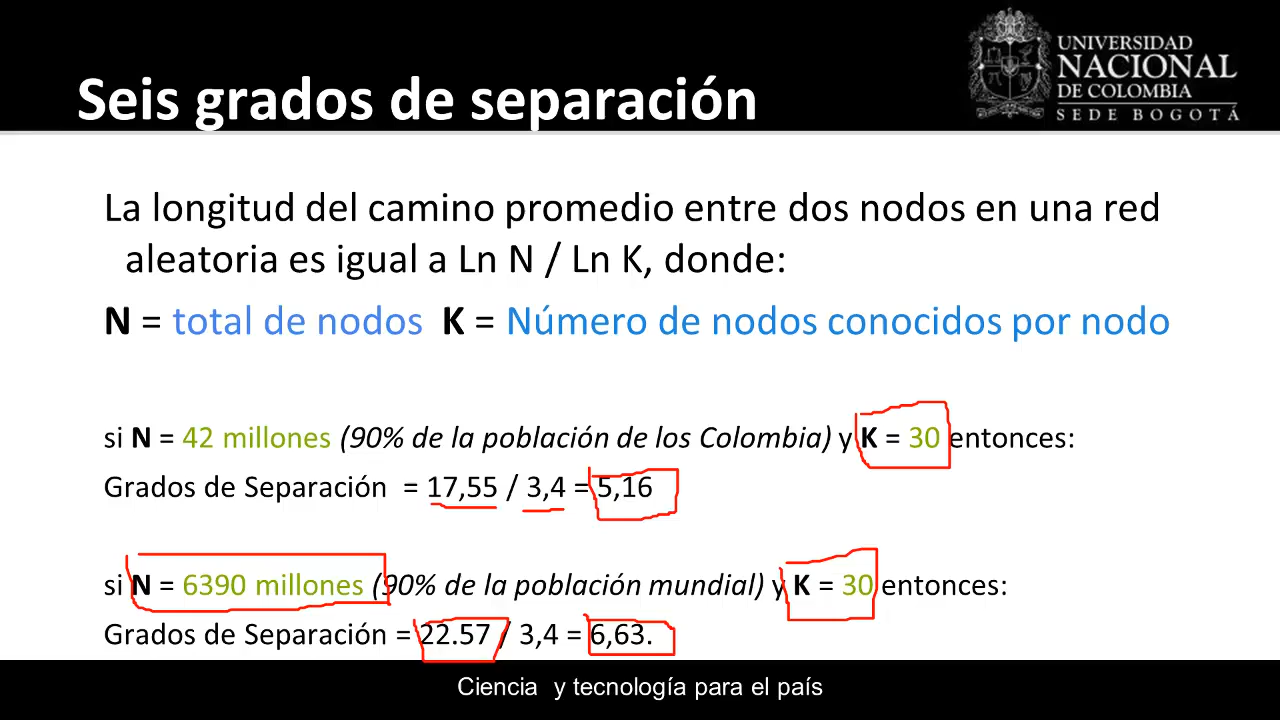 Seis grados de separación
UNIVERSIDAD
NACIONAL
DE COLOMBIA
SEDE BOGOTÁ
La longitud del camino promedio entre dos nodos en una red
aleatoria es igual a Ln N / Ln K, donde:
N = total de nodos K = Número de nodos conocidos por nodo
si N = 42 millones (90% de la población de los Colombia) y K = 30 entonces:
Grados de Separación = 17,55 / 3,4 = 5,16
si N = 6390 millones (90% de la población mundial) y K = 30 entonces:
Grados de Separación = 22.57 / 3,4 = 6,63.
Ciencia y tecnología para el país